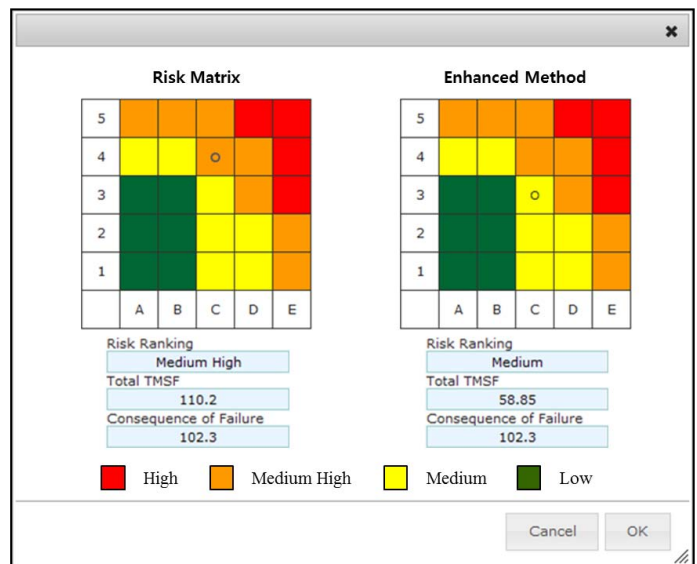 Risk Matrix
5
4 O
3
2
1
A B C D E
Risk Ranking
Medium High
Total TMSF
110.2
Consequence of Failure
102.3
Enhanced Method
5
4
3 O
2
1
A B C D E
Risk Ranking
Medium
Total TMSF
58.85
Consequence of Failure
102.3
High Medium High Medium Low
Cancel OK